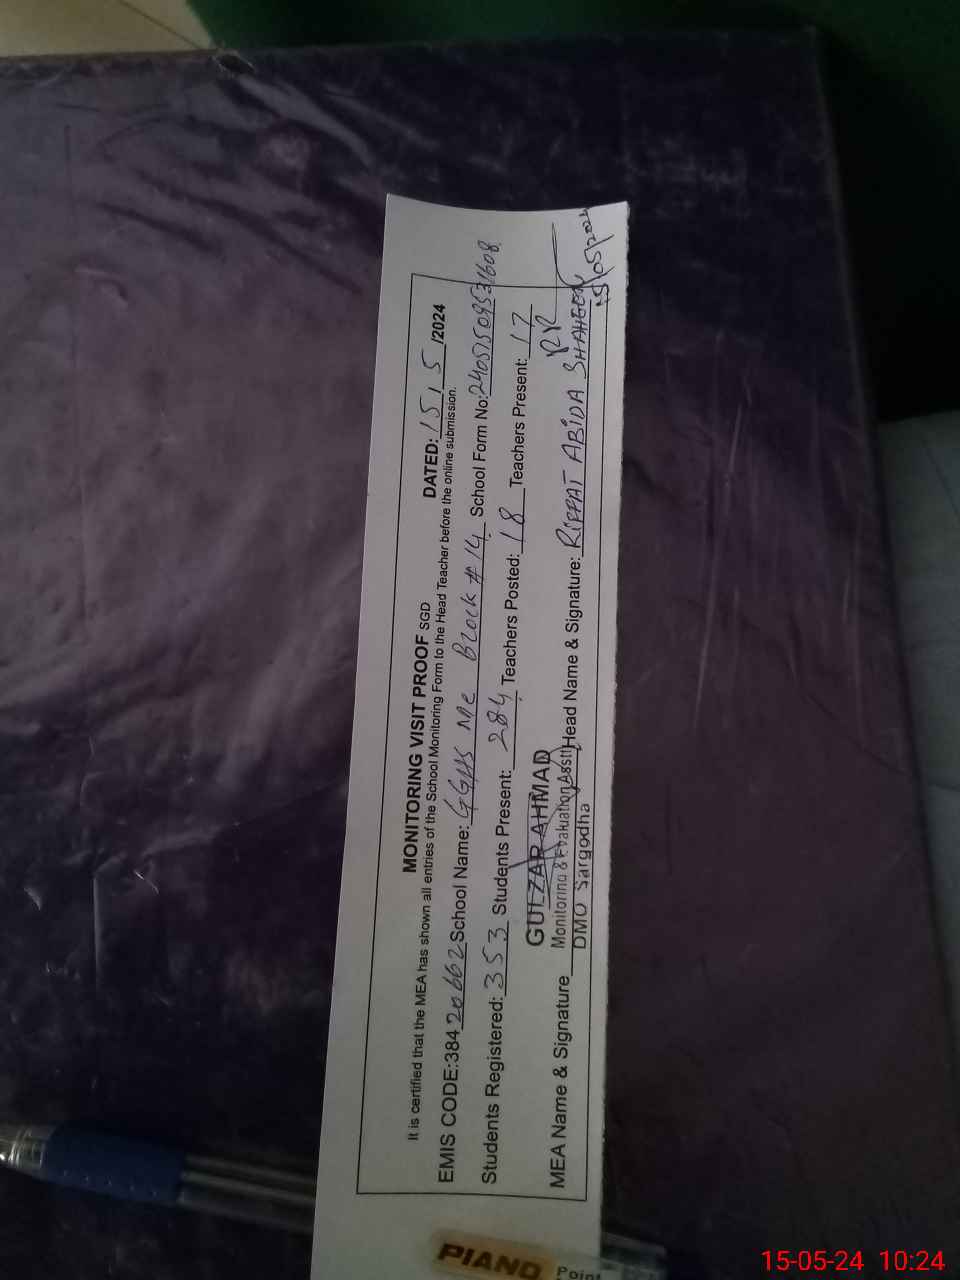 MONITORING VISIT PROOF SGD DATED: 15/5/2024
It is certified that the MEA has shown all entries of the School Monitoring Form to the Head Teacher before the online submission.
EMIS CODE:38420662 School Name: GGHS MC Block #14 School Form No: 240515095231608
Students Registered: 353 Students Present: 284 Teachers Posted: 18 Teachers Present: 17
GULZAR AHMAD
Monitoring & Evaluation Asstt
MEA Name & Signature Head Name & Signature: RIFFAT ABIDA SHAHEEN
DMO Sargodha
15/05/2024
PIANO Point
15-05-24 10:24